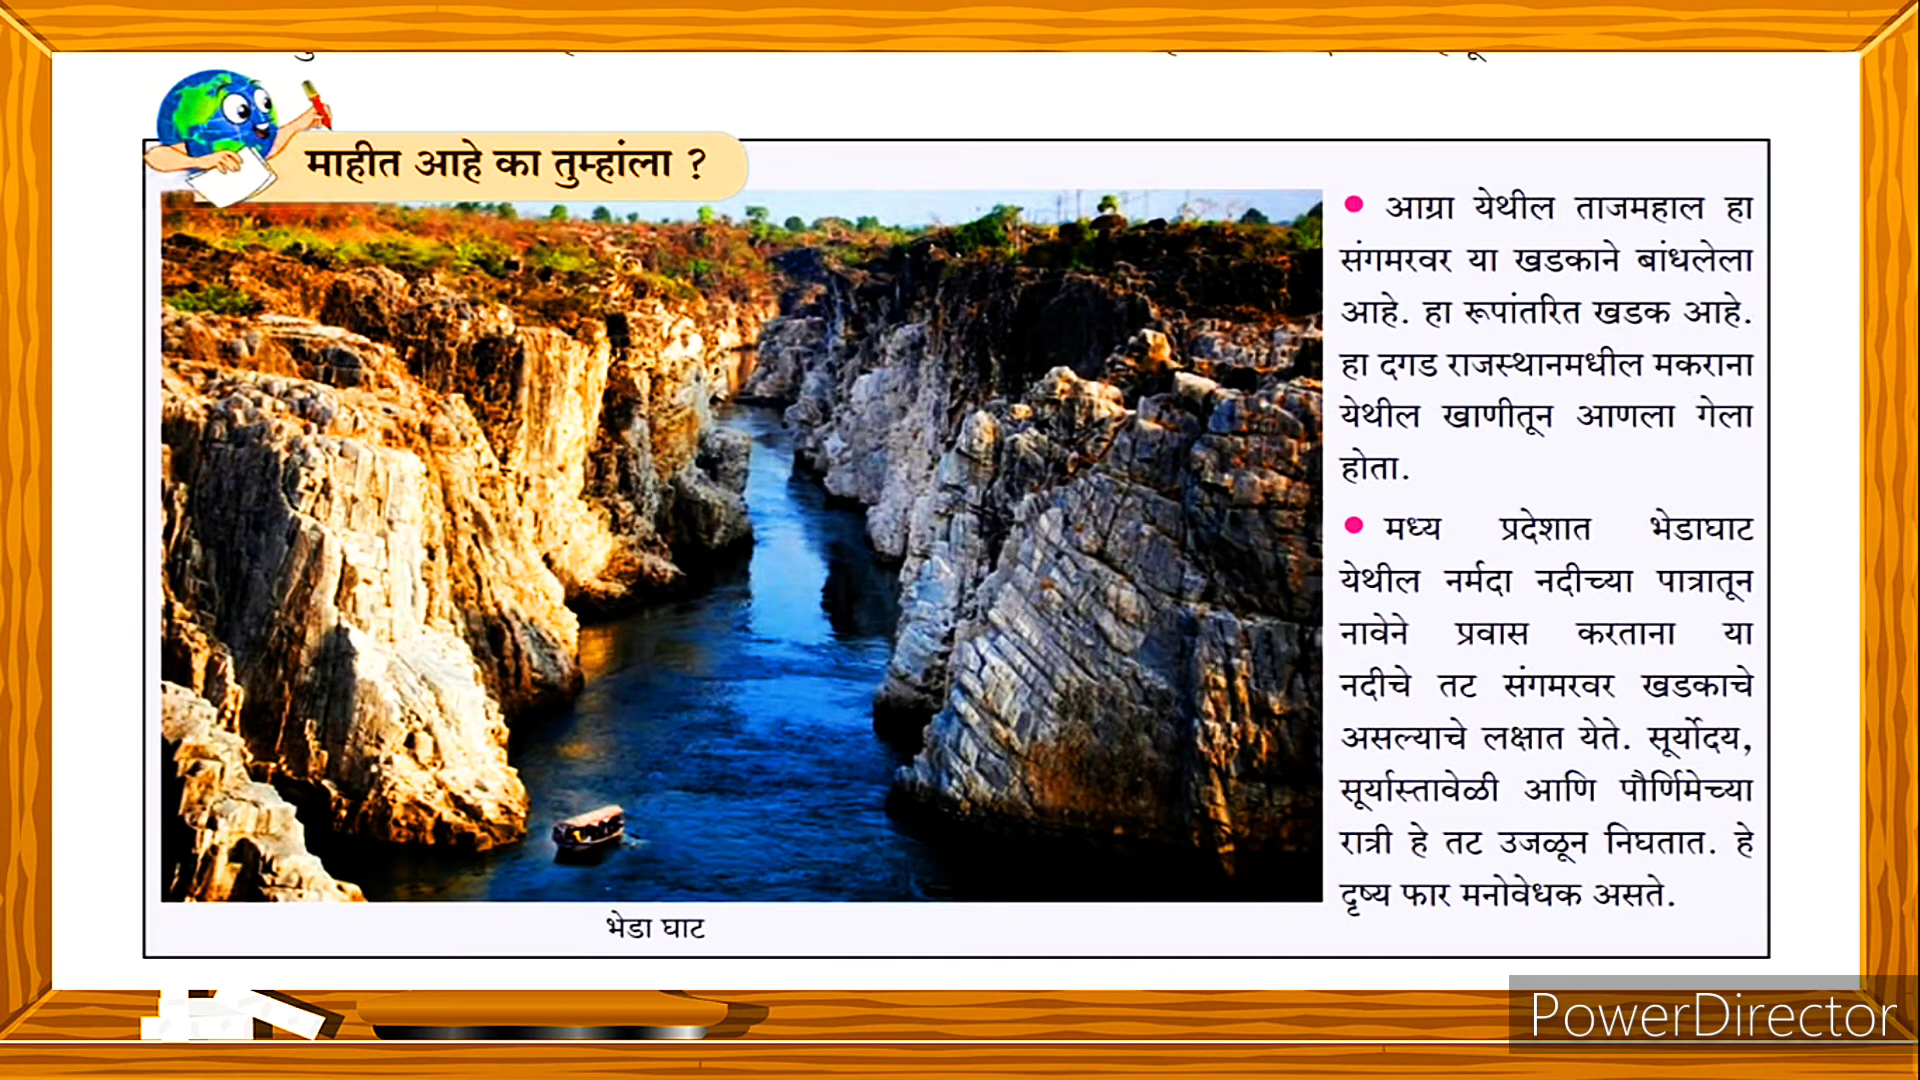 माहीत आहे का तुम्हांला ?
● आग्रा येथील ताजमहाल हा
संगमरवर या खडकाने बांधलेला
आहे. हा रूपांतरित खडक आहे.
हा दगड राजस्थानमधील मकराना
येथील खाणीतून आणला गेला
होता.
● मध्य प्रदेशात भेडाघाट
येथील नर्मदा नदीच्या पात्रातून
नावेने प्रवास करताना या
नदीचे तट संगमरवर खडकाचे
असल्याचे लक्षात येते. सूर्योदय,
सूर्यास्तावेळी आणि पौर्णिमेच्या
रात्री हे तट उजळून निघतात. हे
दृष्य फार मनोवेधक असते.
भेडा घाट
PowerDirector